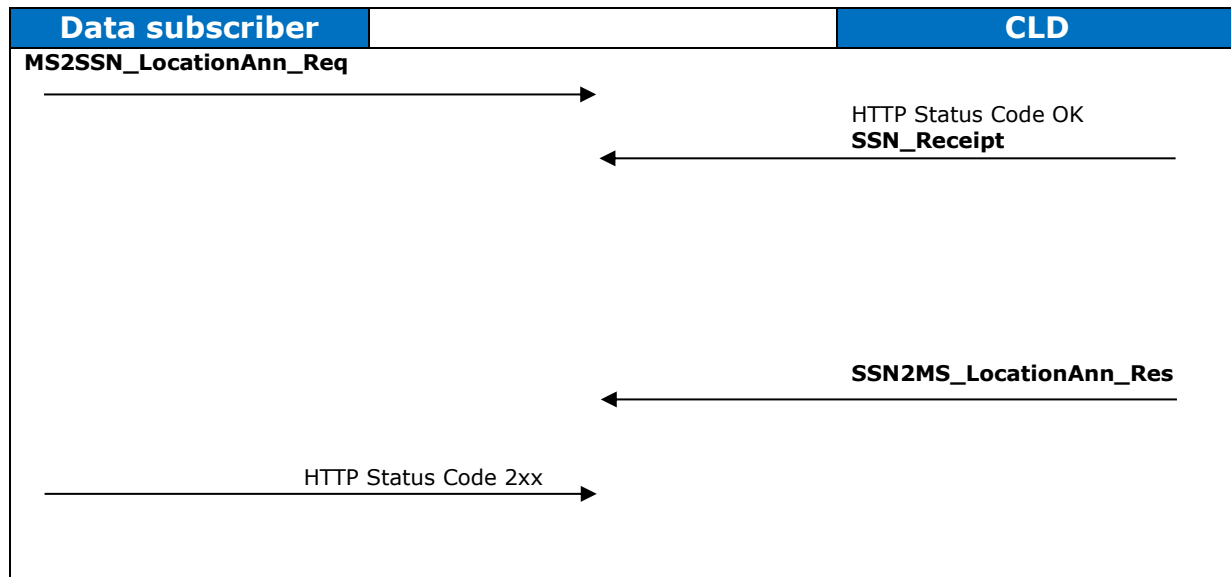 Data subscriber
CLD
MS2SSN_LocationAnn_Req
HTTP Status Code OK
SSN_Receipt
SSN2MS_LocationAnn_Res
HTTP Status Code 2xx